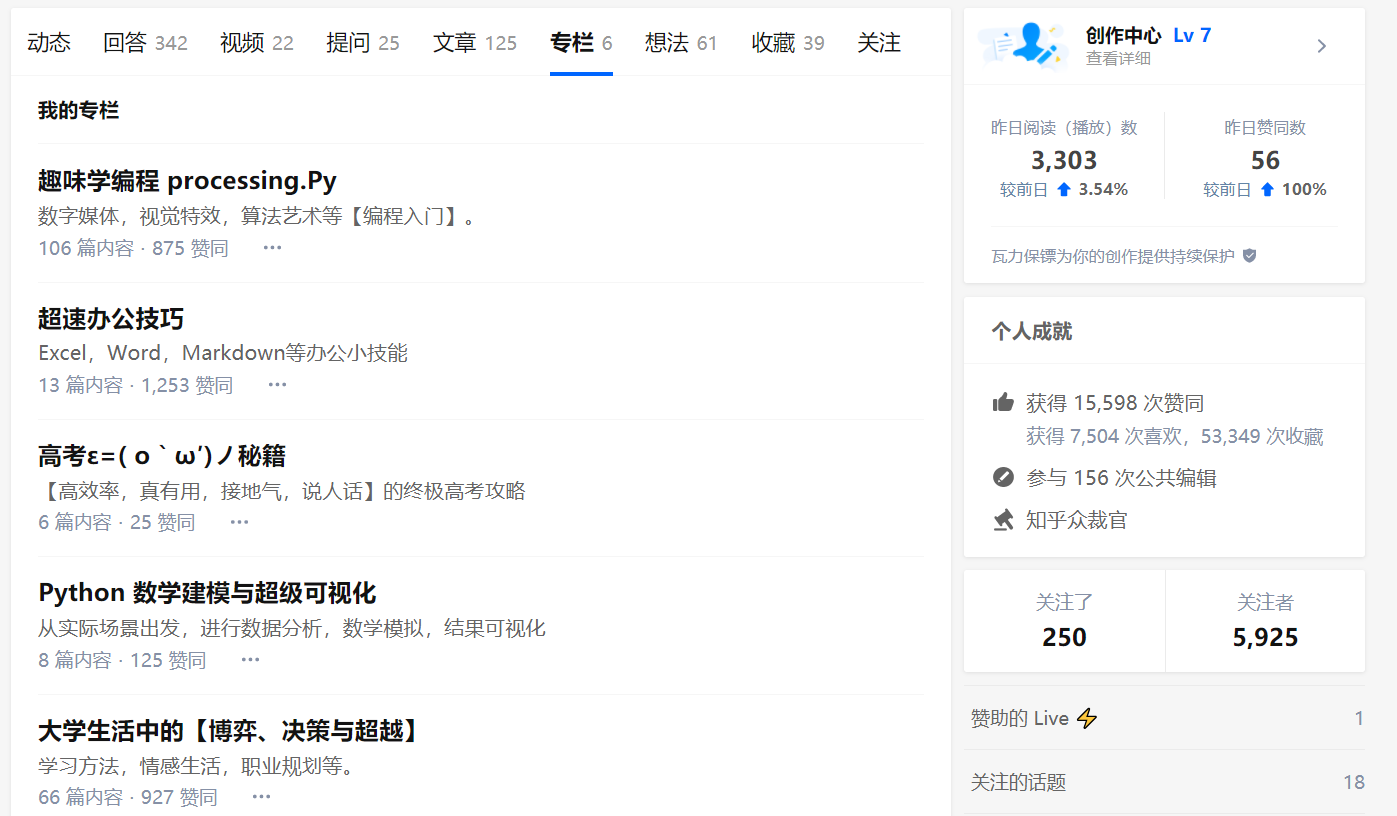 动态 回答 342 视频 22 提问 25 文章 125 专栏 6 想法 61 收藏 39 关注
我的专栏
趣味学编程 processing.Py
数字媒体，视觉特效，算法艺术等【编程入门】。
106 篇内容 · 875 赞同 ···
超速办公技巧
Excel，Word，Markdown等办公小技能
13 篇内容 · 1,253 赞同 ···
高考ε=( o ` ω′)ノ秘籍
【高效率，真有用，接地气，说人话】的终极高考攻略
6 篇内容 · 25 赞同 ···
Python 数学建模与超级可视化
从实际场景出发，进行数据分析，数学模拟，结果可视化
8 篇内容 · 125 赞同 ···
大学生活中的【博弈、决策与超越】
学习方法，情感生活，职业规划等。
66 篇内容 · 927 赞同 ···
创作中心 Lv 7
查看详细
昨日阅读（播放）数
3,303
较前日 3.54%
昨日赞同数
56
较前日 100%
瓦力保镖为你的创作提供持续保护
个人成就
获得 15,598 次赞同
获得 7,504 次喜欢，53,349 次收藏
参与 156 次公共编辑
知乎众裁官
关注了
250
关注者
5,925
赞助的 Live ⚡ 1
关注的话题 18